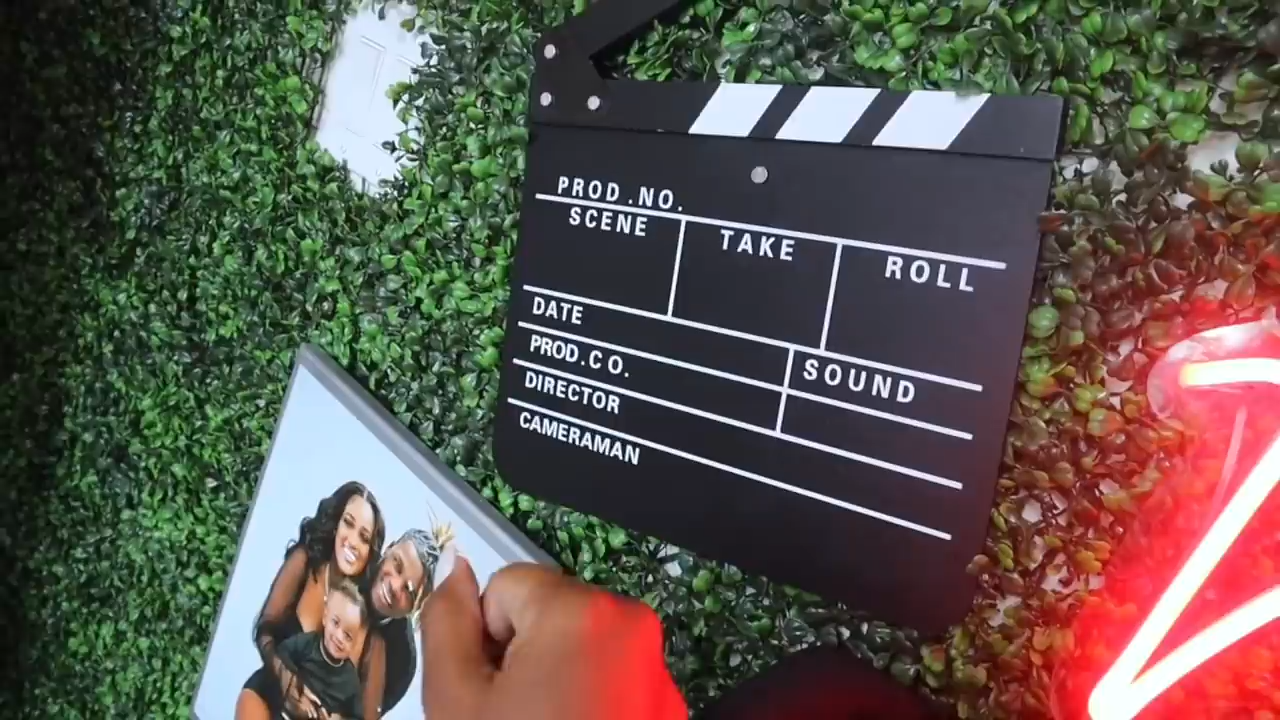 PROD.NO.
SCENE TAKE ROLL
DATE
PROD.CO. SOUND
DIRECTOR
CAMERAMAN